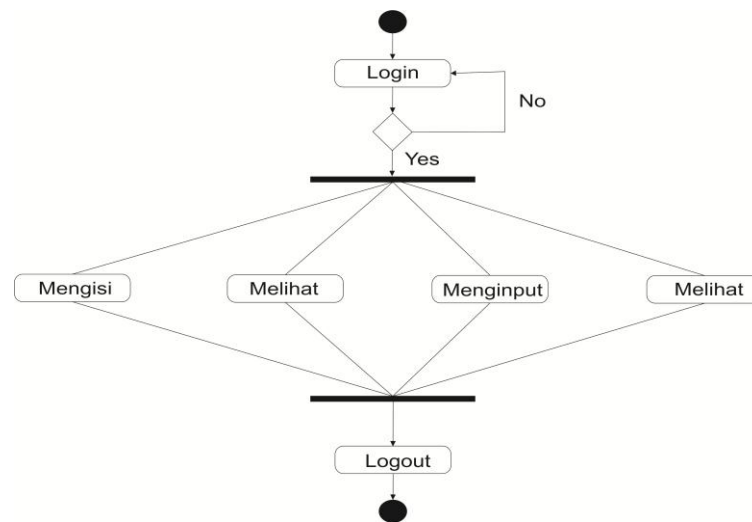 Login
No
Yes
Mengisi
Melihat
Menginput
Melihat
Logout